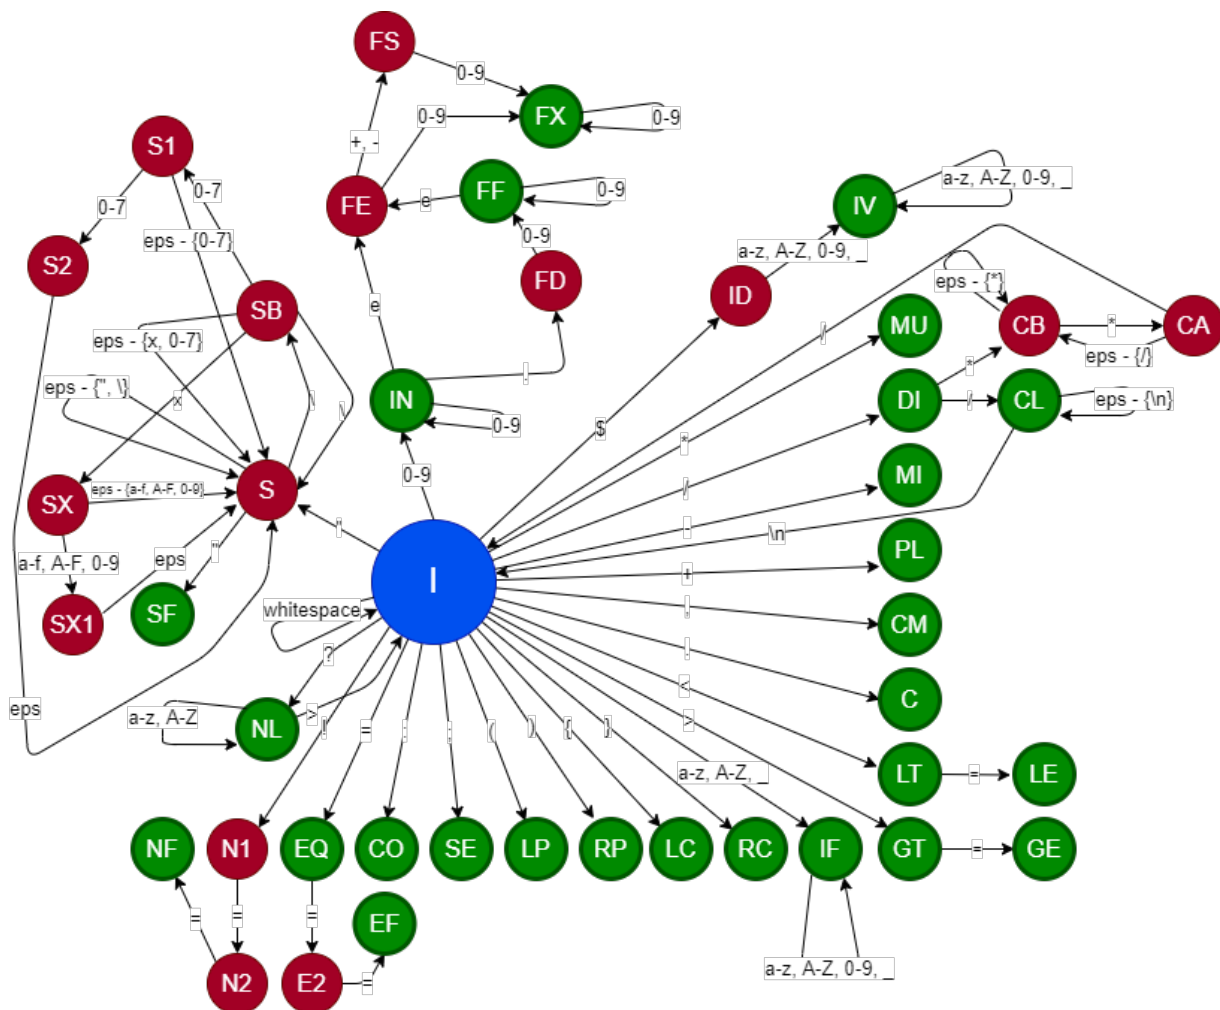 FS
0-9
FX
0-9
0-9
+, -
S1
0-7
FF
0-9
e
FE
IV
a-z, A-Z, 0-9, _
0-7
eps - {0-7}
0-9
a-z, A-Z, 0-9, _
S2
FD
ID
eps - {*}
SB
e
MU
CB
*
CA
/
eps - {x, 0-7}
eps - {/}
*
.
eps - {", \}
x
\
\
IN
DI
/
CL
eps - {\n}
0-9
$
*
0-9
MI
/
S
eps - {a-f, A-F, 0-9}
SX
"
-
\n
PL
"
a-f, A-F, 0-9
eps
I
+
SX1
SF
whitespace
CM
,
?
.
C
<
eps
a-z, A-Z
NL
>
>
!
=
:
;
(
)
{
}
a-z, A-Z, _
LT
=
LE
NF
N1
EQ
CO
SE
LP
RP
LC
RC
IF
GT
=
GE
=
=
=
EF
a-z, A-Z, 0-9, _
N2
E2
=